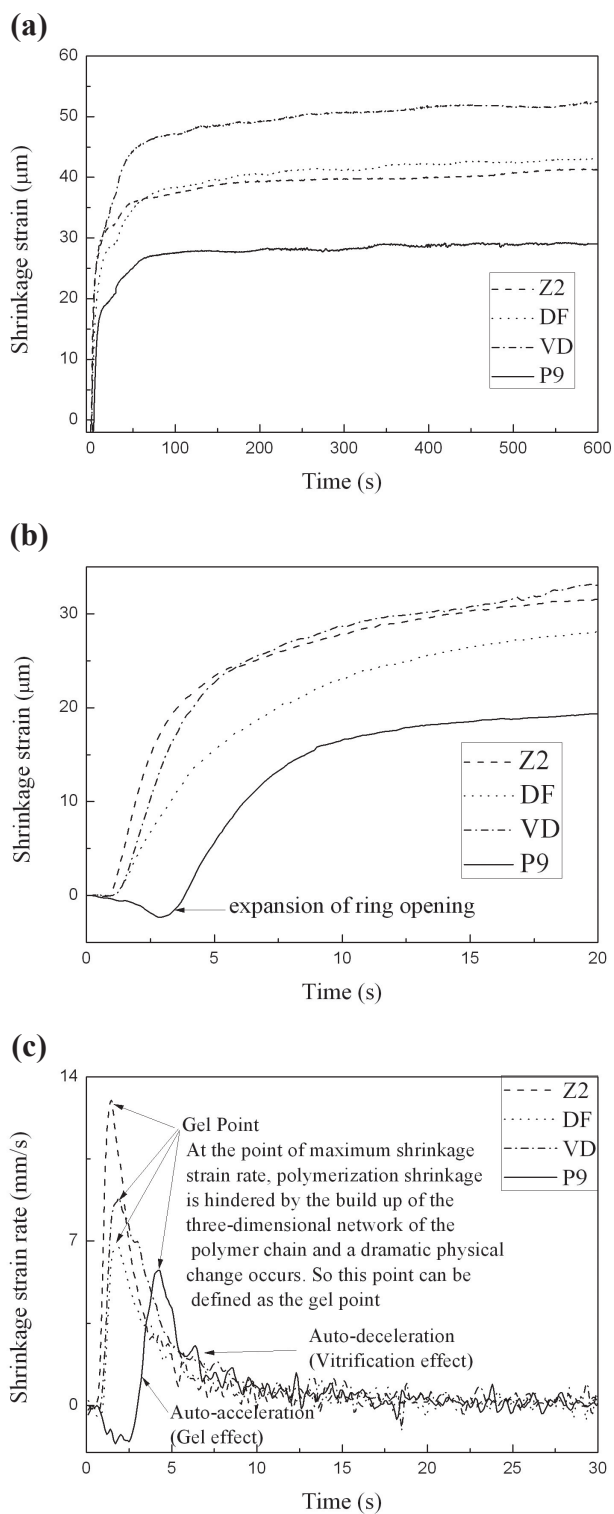 (a)
60
50
40
30
20
10
0
Shrinkage strain (μm)
Z2
DF
VD
P9
0 100 200 300 400 500 600
Time (s)
(b)
30
20
10
0
Shrinkage strain (μm)
Z2
DF
VD
P9
expansion of ring opening
0 5 10 15 20
Time (s)
(c)
14
7
0
Shrinkage strain rate (mm/s)
Z2
DF
VD
P9
Gel Point
At the point of maximum shrinkage
strain rate, polymerization shrinkage
is hindered by the build up of the
three-dimensional network of the
polymer chain and a dramatic physical
change occurs. So this point can be
defined as the gel point
Auto-deceleration
(Vitrification effect)
Auto-acceleration
(Gel effect)
0 5 10 15 20 25 30
Time (s)